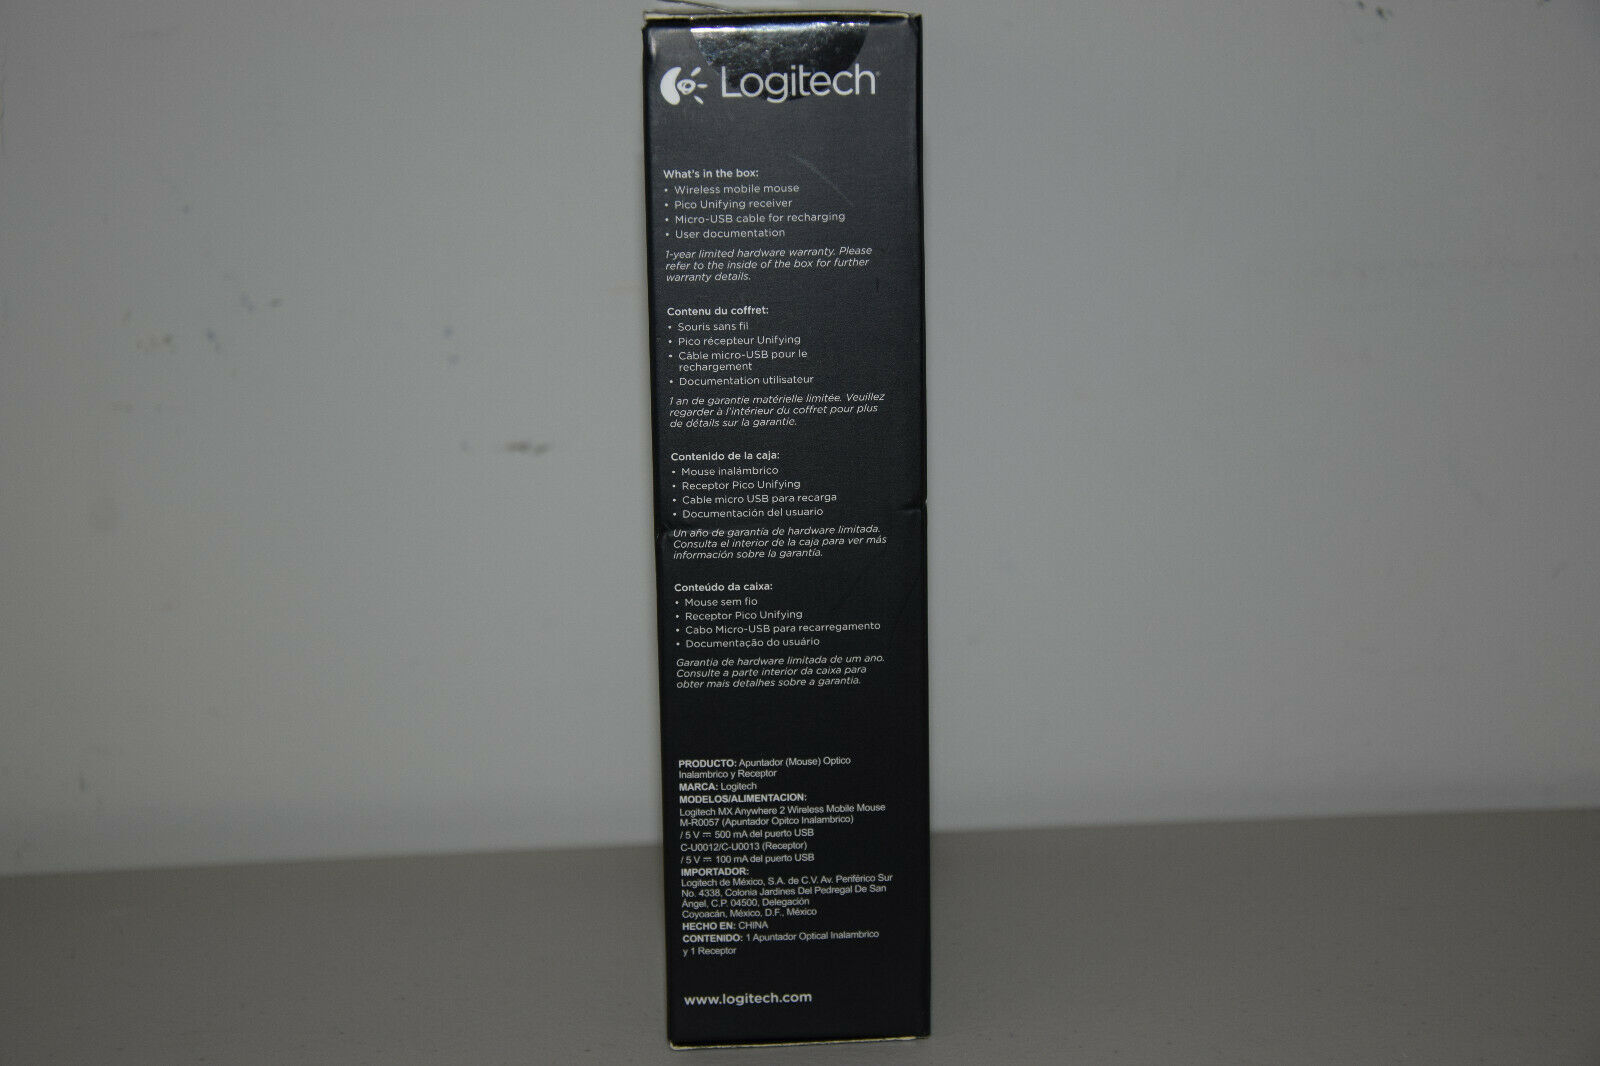 Logitech
What's in the box:
• Wireless mobile mouse
• Pico Unifying receiver
• Micro-USB cable for recharging
• User documentation
1-year limited hardware warranty. Please
refer to the inside of the box for further
warranty details.
Contenu du coffret:
• Souris sans fil
• Pico récepteur Unifying
• Câble micro-USB pour le
rechargement
• Documentation utilisateur
1 an de garantie matérielle limitée. Veuillez
regarder à l'intérieur du coffret pour plus
de détails sur la garantie.
Contenido de la caja:
• Mouse inalámbrico
• Receptor Pico Unifying
• Cable micro USB para recarga
• Documentación del usuario
Un año de garantía de hardware limitada.
Consulta el interior de la caja para ver más
información sobre la garantía.
Conteúdo da caixa:
• Mouse sem fio
• Receptor Pico Unifying
• Cabo Micro-USB para recarregamento
• Documentação do usuário
Garantia de hardware limitada de um ano.
Consulte a parte interior da caixa para
obter mais detalhes sobre a garantia.
PRODUCTO: Apuntador (Mouse) Optico
Inalambrico y Receptor
MARCA: Logitech
MODELOS/ALIMENTACION:
Logitech MX Anywhere 2 Wireless Mobile Mouse
M-R0057 (Apuntador Opitco Inalambrico)
/ 5 V ⎓ 500 mA del puerto USB
C-U0012/C-U0013 (Receptor)
/ 5 V ⎓ 100 mA del puerto USB
IMPORTADOR:
Logitech de México, S.A. de C.V. Av. Periférico Sur
No. 4338, Colonia Jardines Del Pedregal De San
Ángel, C.P. 04500, Delegación
Coyoacán, México, D.F., México
HECHO EN: CHINA
CONTENIDO: 1 Apuntador Optical Inalambrico
y 1 Receptor
www.logitech.com